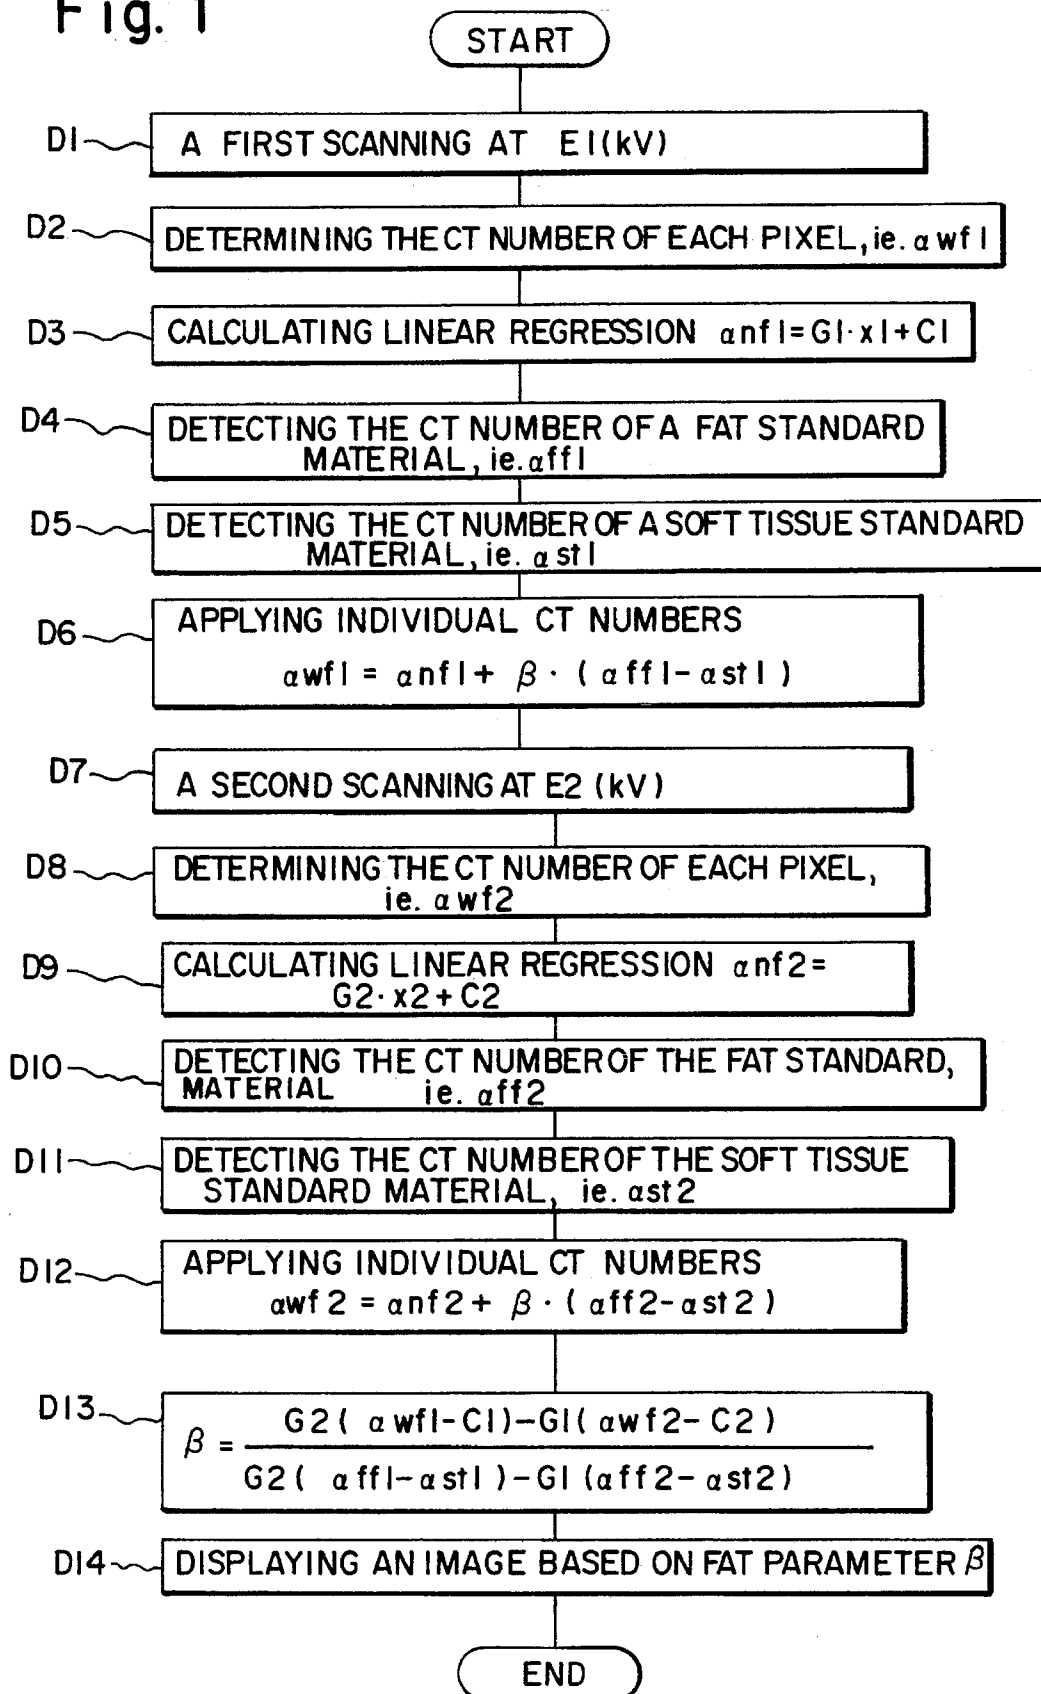 Fig. 1
START
D1
A FIRST SCANNING AT E1(kV)
D2
DETERMINING THE CT NUMBER OF EACH PIXEL, ie. αwf1
D3
CALCULATING LINEAR REGRESSION αnf1=G1·x1+C1
D4
DETECTING THE CT NUMBER OF A FAT STANDARD
MATERIAL, ie. αff1
D5
DETECTING THE CT NUMBER OF A SOFT TISSUE STANDARD
MATERIAL, ie. αst1
D6
APPLYING INDIVIDUAL CT NUMBERS
αwf1 = αnf1+ β·(αff1-αst1)
D7
A SECOND SCANNING AT E2 (kV)
D8
DETERMINING THE CT NUMBER OF EACH PIXEL,
ie. αwf2
D9
CALCULATING LINEAR REGRESSION αnf2=
G2·x2+C2
D10
DETECTING THE CT NUMBER OF THE FAT STANDARD,
MATERIAL ie. αff2
D11
DETECTING THE CT NUMBER OF THE SOFT TISSUE
STANDARD MATERIAL, ie. αst2
D12
APPLYING INDIVIDUAL CT NUMBERS
αwf2 = αnf2+ β·(αff2-αst2)
D13
G2(αwf1-C1)-G1(αwf2-C2)
β =
G2(αff1-αst1)-G1(αff2-αst2)
D14
DISPLAYING AN IMAGE BASED ON FAT PARAMETER β
END